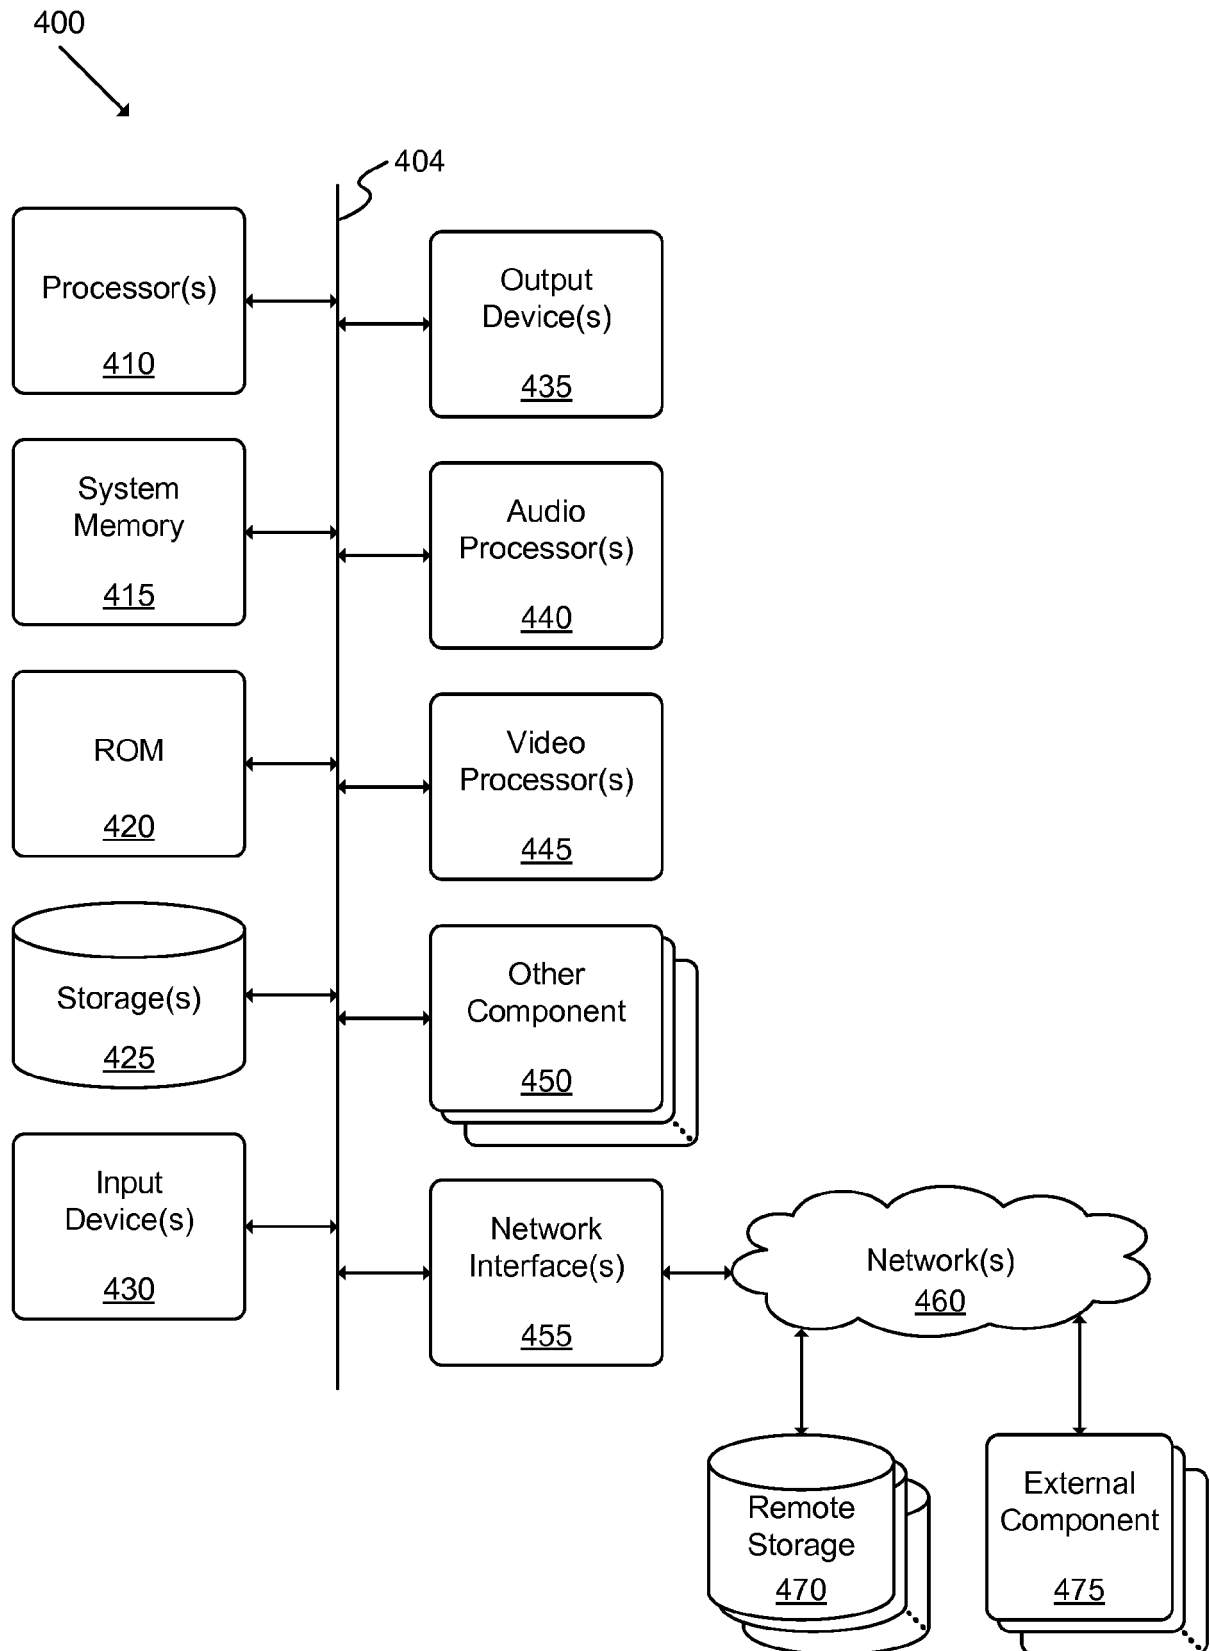 400
404
Processor(s)
410
Output
Device(s)
435
System
Memory
415
Audio
Processor(s)
440
ROM
420
Video
Processor(s)
445
Storage(s)
425
Other
Component
450
Input
Device(s)
430
Network
Interface(s)
455
Network(s)
460
Remote
Storage
470
External
Component
475